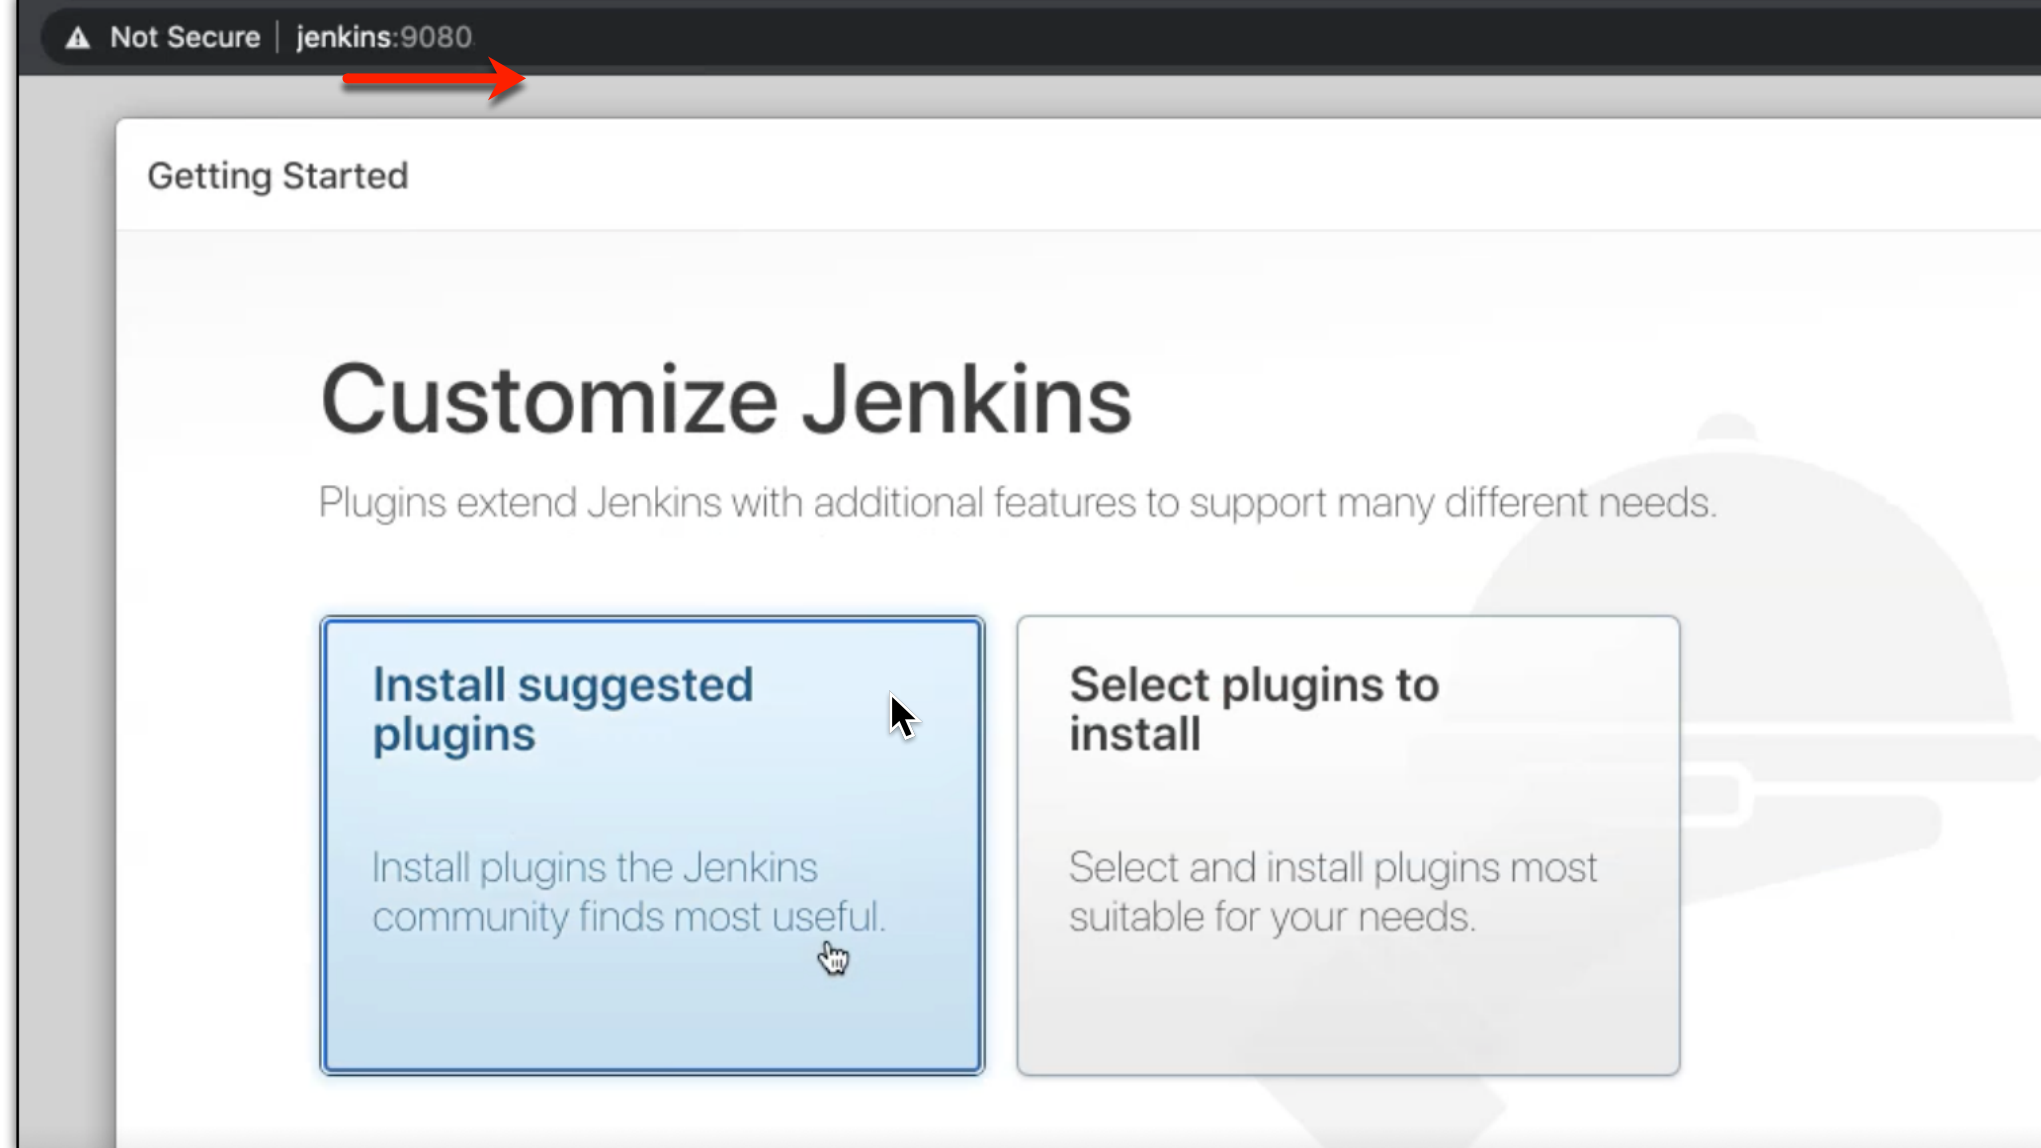 Not Secure | jenkins:9080
Getting Started
Customize Jenkins
Plugins extend Jenkins with additional features to support many different needs.
Install suggested
plugins
Install plugins the Jenkins
community finds most useful.
Select plugins to
install
Select and install plugins most
suitable for your needs.